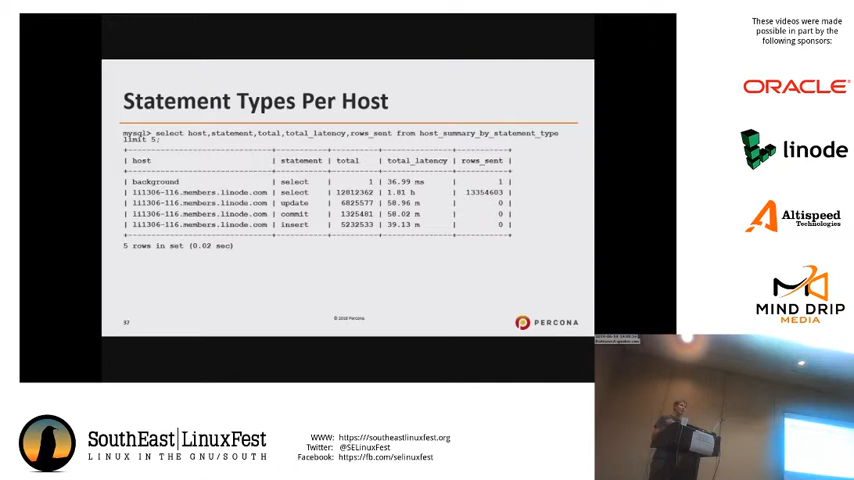 These videos were made
possible in part by the
following sponsors:
ORACLE
linode
Altispeed
Technologies
MIND DRIP
MEDIA
Statement Types Per Host
mysql> select host,statement,total,total_latency,rows_sent from host_summary_by_statement_type
limit 5;
+----------------------------+-----------+----------+---------------+-----------+
| host | statement | total | total_latency | rows_sent |
+----------------------------+-----------+----------+---------------+-----------+
| background | select | 1 | 36.99 ms | 1 |
| li1306-116.members.linode.com | select | 12812362 | 1.81 h | 13354603 |
| li1306-116.members.linode.com | update | 6825577 | 58.96 m | 0 |
| li1306-116.members.linode.com | commit | 1325481 | 58.02 m | 0 |
| li1306-116.members.linode.com | insert | 5232533 | 39.13 m | 0 |
+----------------------------+-----------+----------+---------------+-----------+
5 rows in set (0.02 sec)
37
PERCONA
SouthEast|LinuxFest
LINUX IN THE GNU/SOUTH
WWW: https://southeastlinuxfest.org
Twitter: @SELinuxFest
Facebook: https://fb.com/selinuxfest